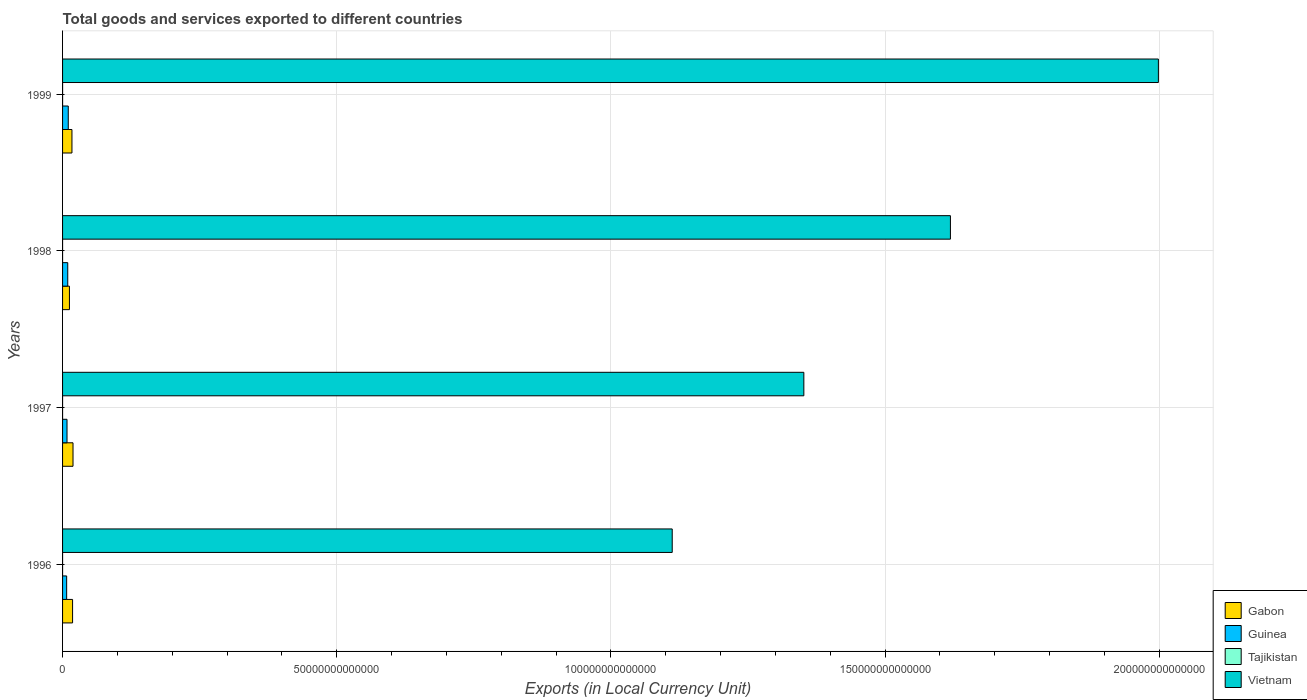 Total goods and services exported to different countries
Years
1999
1998
1997
1996
50000000000000
100000000000000
150000000000000
200000000000000
Exports (in Local Currency Unit)
Gabon
Guinea
Tajikistan
Vietnam